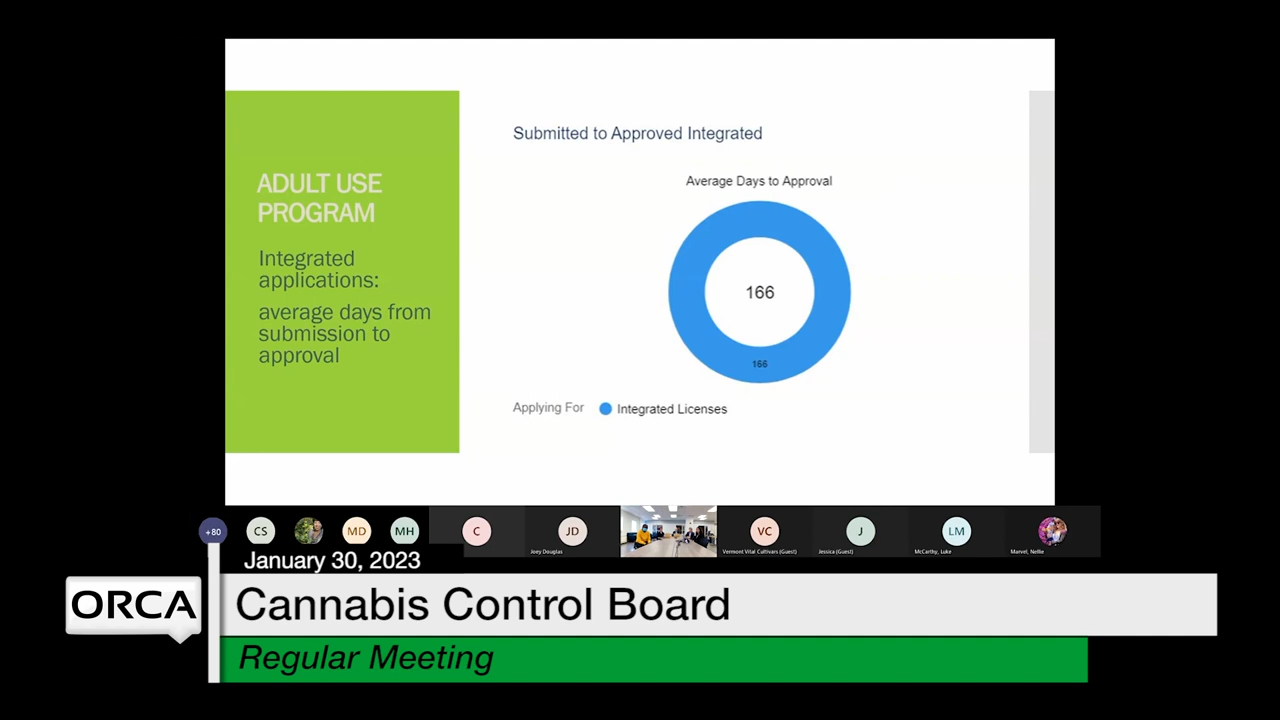 ADULT USE
PROGRAM
Integrated
applications:
average days from
submission to
approval
Submitted to Approved Integrated
Average Days to Approval
166
166
Applying For
Integrated Licenses
+80
CS
MD
MH
C
JD
VC
J
LM
Joey Douglas
Vermont Vital Cultivars (Guest)
Jessica (Guest)
McCarthy, Luke
Marvel, Nellie
January 30, 2023
ORCA
Cannabis Control Board
Regular Meeting